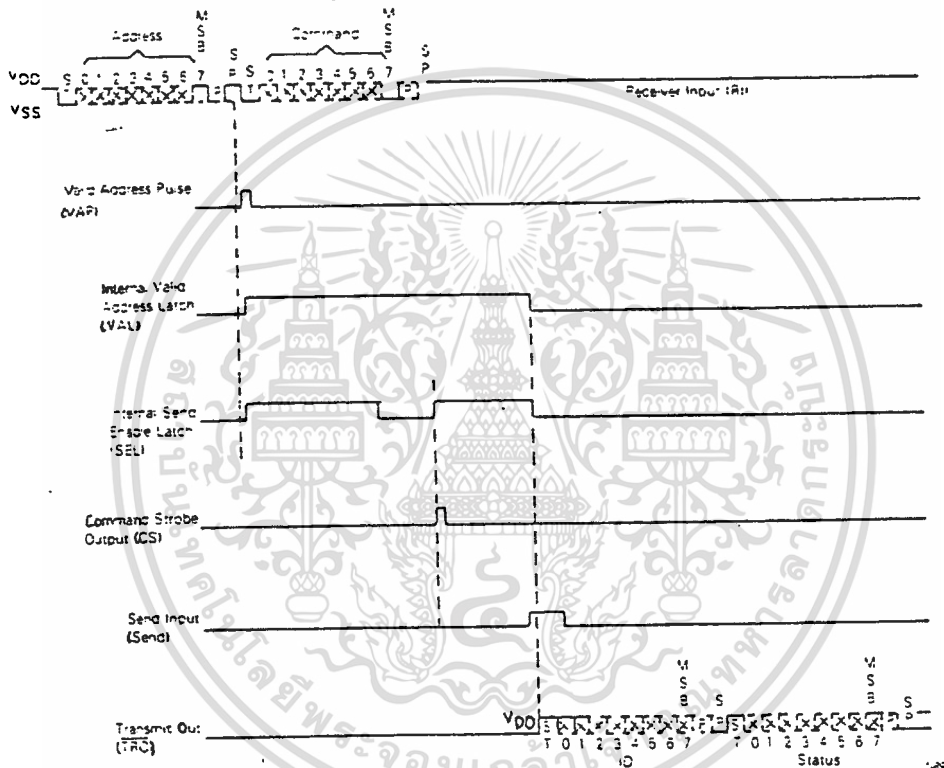 Address
M S B
Command
M S B
S P
S P
VDD
S T 0 1 2 3 4 5 6 7 P
S T 0 1 2 3 4 5 6 7 P
VSS
Receiver Input (RI)
Valid Address Pulse
(VAP)
Internal Valid
Address Latch
(VAL)
Internal Send
Enable Latch
(SEL)
Command Strobe
Output (CS)
Send Input
(Send)
M S B
M S B
Transmit Out
(TRO)
VDD
S T 0 1 2 3 4 5 6 7 P S P
S T 0 1 2 3 4 5 6 7 P S P
ID
Status